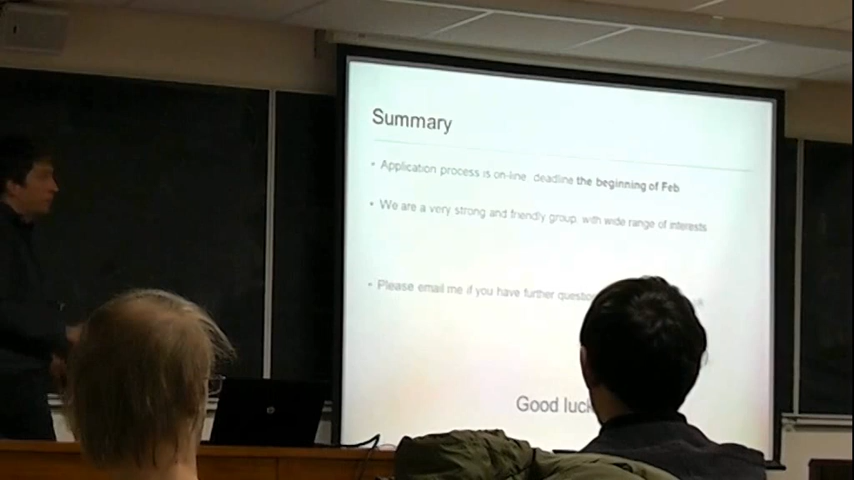 Summary
• Application process is on-line deadline the beginning of Feb
• We are a very strong and friendly group, with wide range of interests
• Please email me if you have further
Good luck